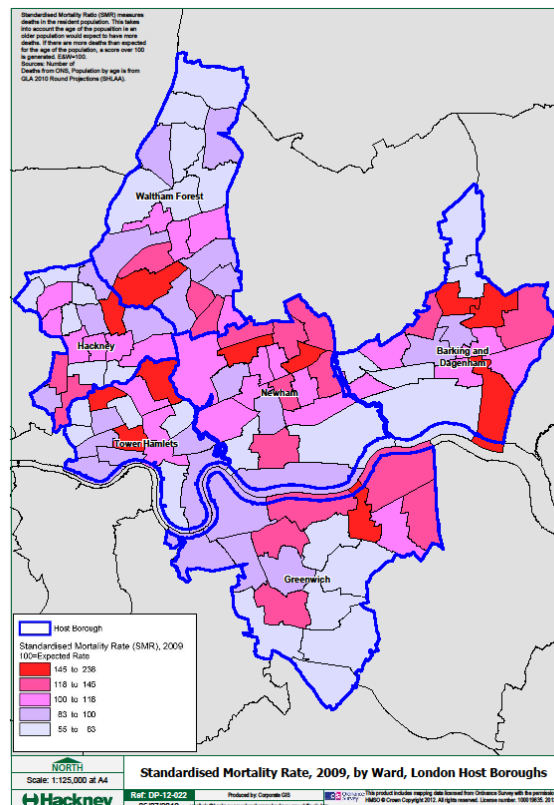 Standardised Mortality Ratio (SMR) measures
deaths in the resident population. This takes
into account the age of the population ie an
older population would expect to have more
deaths. If there are more deaths than expected
for the age of the population, a score over 100
is generated. E&W=100.
Sources: Number of
Deaths from ONS, Population by age is from
GLA 2010 Round Projections (SHLAA).
Waltham Forest
Hackney
Barking and
Dagenham
Newham
Tower Hamlets
Greenwich
Host Borough
Standardised Mortality Rate (SMR), 2009
100=Expected Rate
145 to 238
118 to 145
100 to 118
83 to 100
55 to 83
NORTH
Scale: 1:125,000 at A4
Standardised Mortality Rate, 2009, by Ward, London Host Boroughs
Hackney
Ref: DP-12-022
Produced by: Corporate GIS
Ordnance
Survey
This product includes mapping data licensed from Ordnance Survey with the permission
HMSO © Crown Copyright 2012. All rights reserved. License number: